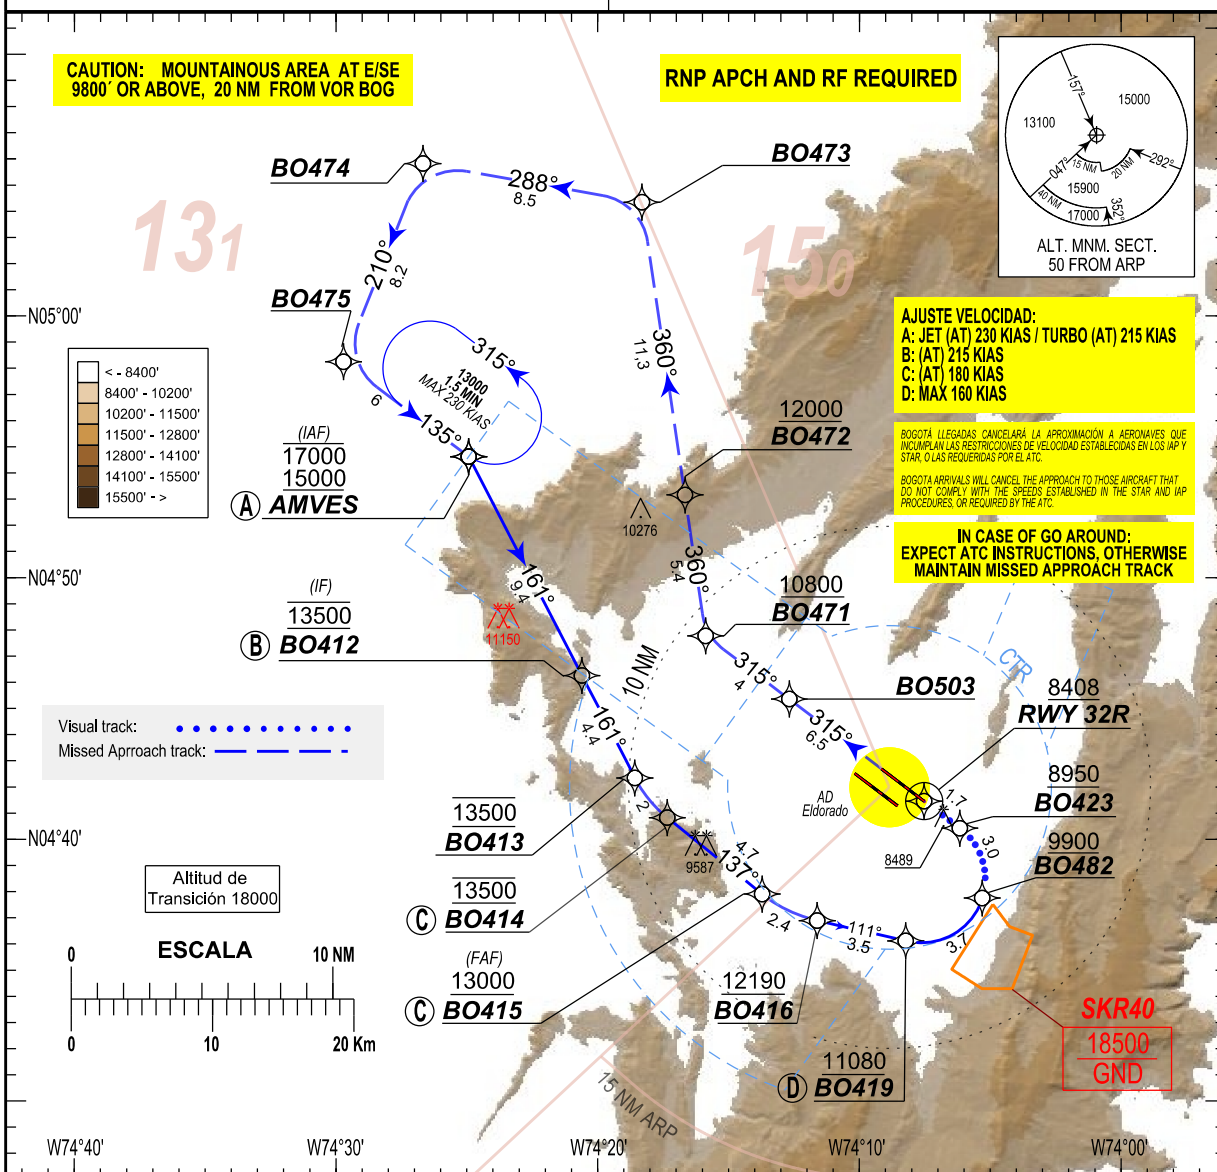 CAUTION: MOUNTAINOUS AREA AT E/SE
9800´ OR ABOVE, 20 NM FROM VOR BOG
RNP APCH AND RF REQUIRED
157°
15000
13100
047°
15 NM
20 NM
292°
40 NM
15900
17000
352°
ALT. MNM. SECT.
50 FROM ARP
BO474
BO473
288°
8.5
131
150
210°
8.2
BO475
N05°00'
360°
11,3
AJUSTE VELOCIDAD:
A: JET (AT) 230 KIAS / TURBO (AT) 215 KIAS
B: (AT) 215 KIAS
C: (AT) 180 KIAS
D: MAX 160 KIAS
< - 8400'
8400' - 10200'
10200' - 11500'
11500' - 12800'
12800' - 14100'
14100' - 15500'
15500' - >
315°
13000
1.5 MIN
MAX 230 KIAS
6
135°
(IAF)
17000
15000
A AMVES
12000
BO472
BOGOTÁ LLEGADAS CANCELARÁ LA APROXIMACIÓN A AERONAVES QUE
INCUMPLAN LAS RESTRICCIONES DE VELOCIDAD ESTABLECIDAS EN LOS IAP Y
STAR, O LAS REQUERIDAS POR EL ATC.
BOGOTA ARRIVALS WILL CANCEL THE APPROACH TO THOSE AIRCRAFT THAT
DO NOT COMPLY WITH THE SPEEDS ESTABLISHED IN THE STAR AND IAP
PROCEDURES, OR REQUIRED BY THE ATC.
10276
IN CASE OF GO AROUND:
EXPECT ATC INSTRUCTIONS, OTHERWISE
MAINTAIN MISSED APPROACH TRACK
N04°50'
161°
9.4
360°
5.4
(IF)
13500
B BO412
11150
10800
BO471
10 NM
315°
4
CTR
BO503
8408
RWY 32R
315°
6.5
Visual track:
Missed Aprroach track:
161°
4.4
AD
Eldorado
1.7
8950
BO423
2
13500
BO413
N04°40'
9587
4.7
137°
8489
3.0
9900
BO482
Altitud de
Transición 18000
13500
C BO414
ESCALA
0
10 NM
0
10
20 Km
2.4
111°
3.5
3.7
(FAF)
13000
C BO415
12190
BO416
SKR40
18500
GND
11080
D BO419
15 NM ARP
W74°40'
W74°30'
W74°20'
W74°10'
W74°00'